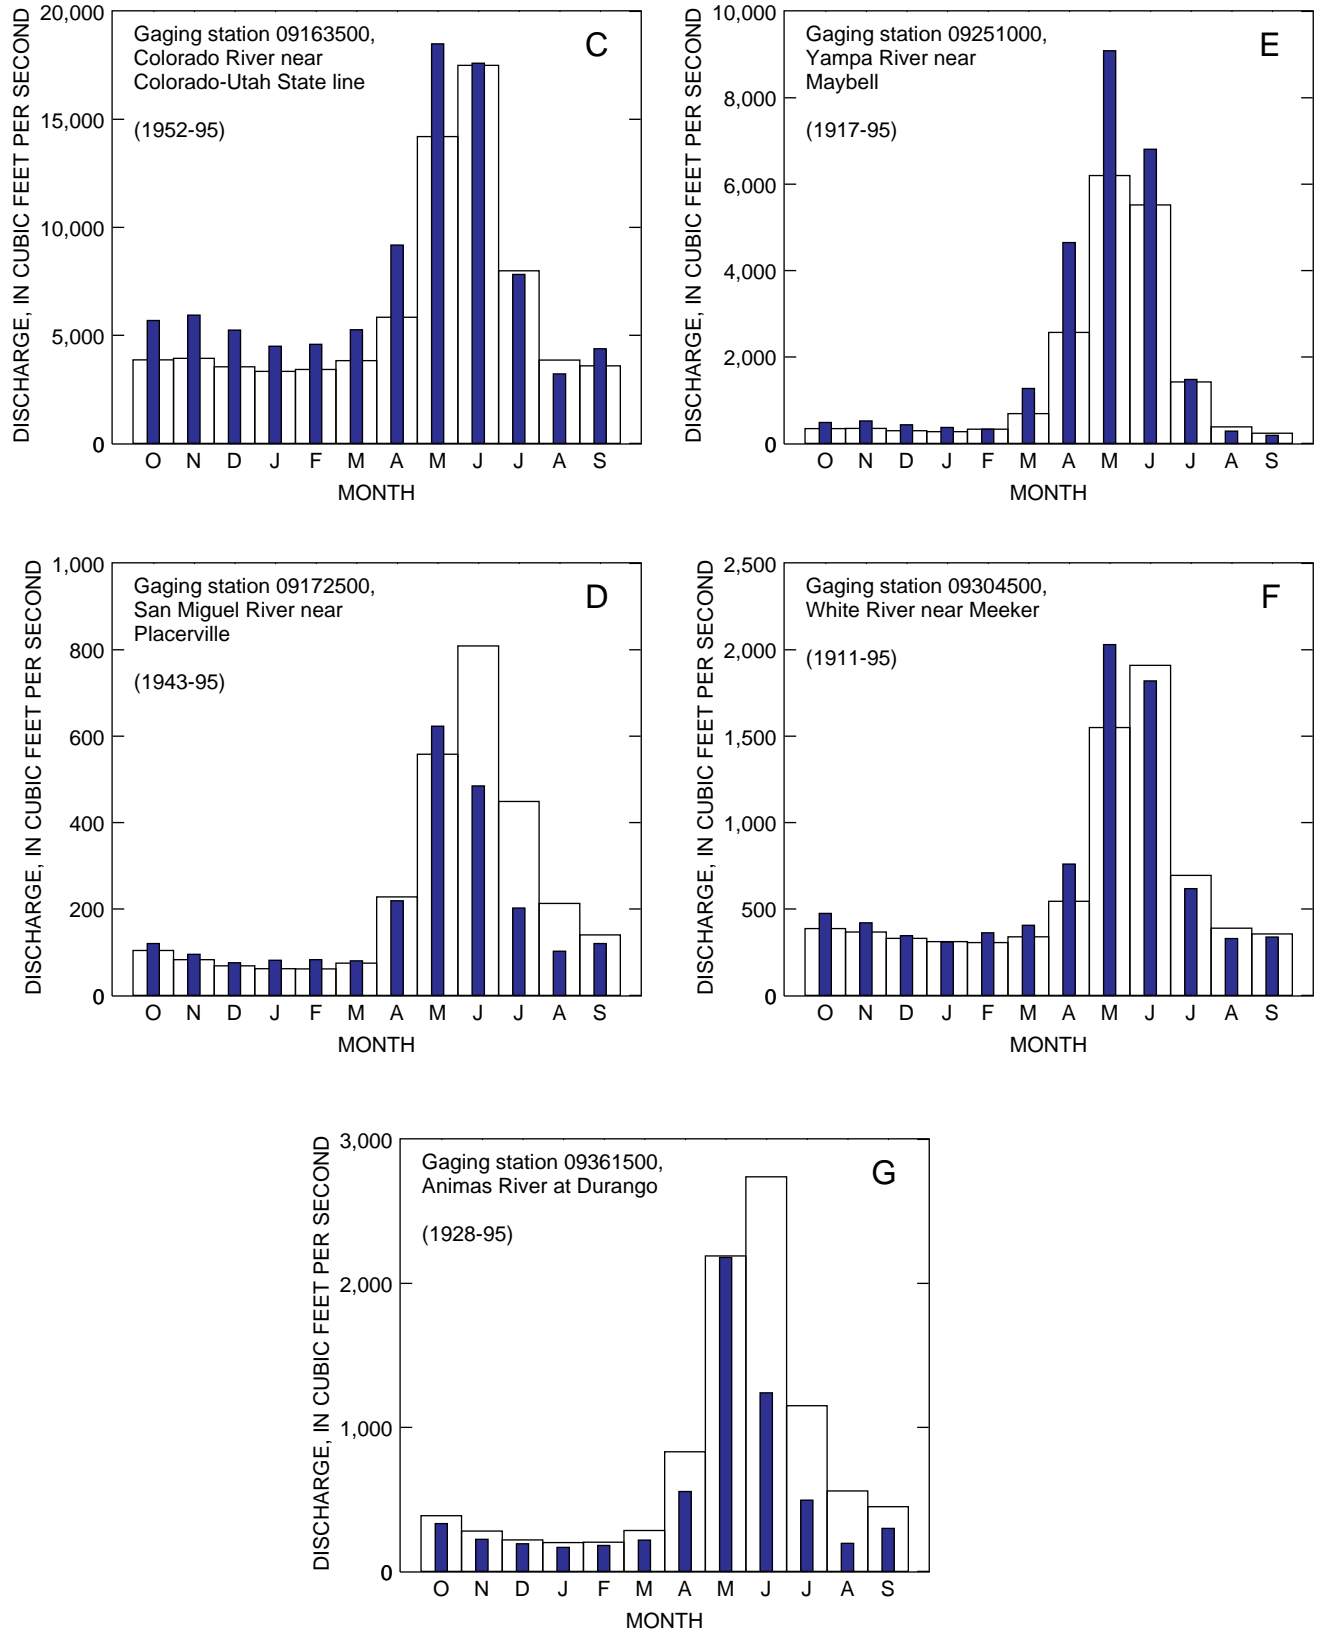 DISCHARGE, IN CUBIC FEET PER SECOND
20,000
15,000
10,000
5,000
0
Gaging station 09163500,
Colorado River near
Colorado-Utah State line
(1952-95)
C
O N D J F M A M J J A S
MONTH
DISCHARGE, IN CUBIC FEET PER SECOND
10,000
8,000
6,000
4,000
2,000
0
Gaging station 09251000,
Yampa River near
Maybell
(1917-95)
E
O N D J F M A M J J A S
MONTH
DISCHARGE, IN CUBIC FEET PER SECOND
1,000
800
600
400
200
0
Gaging station 09172500,
San Miguel River near
Placerville
(1943-95)
D
O N D J F M A M J J A S
MONTH
DISCHARGE, IN CUBIC FEET PER SECOND
2,500
2,000
1,500
1,000
500
0
Gaging station 09304500,
White River near Meeker
(1911-95)
F
O N D J F M A M J J A S
MONTH
DISCHARGE, IN CUBIC FEET PER SECOND
3,000
2,000
1,000
0
Gaging station 09361500,
Animas River at Durango
(1928-95)
G
O N D J F M A M J J A S
MONTH